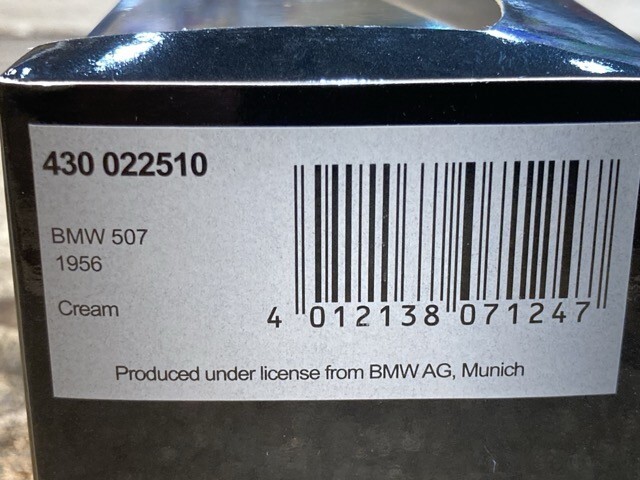 430 022510
BMW 507
1956
Cream
4 012138 071247
Produced under license from BMW AG, Munich